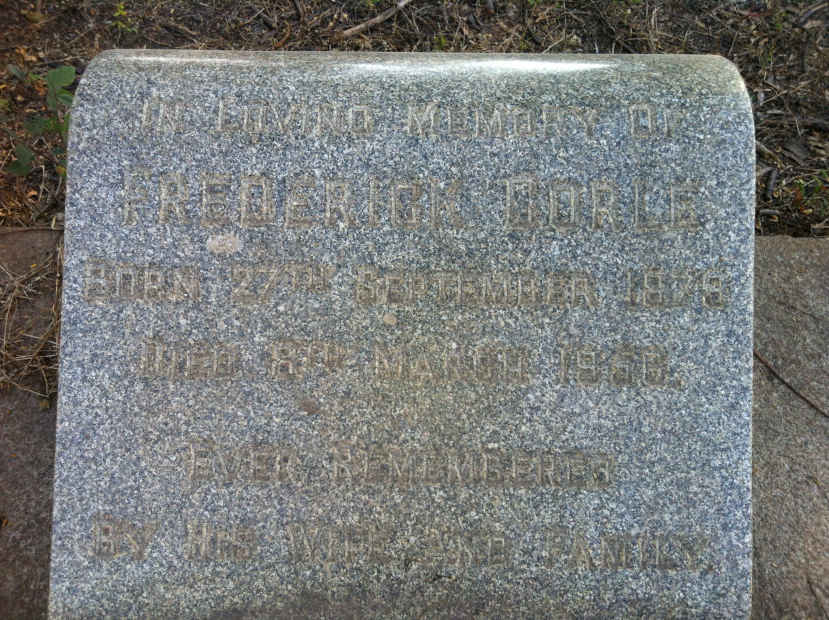 IN LOVING MEMORY OF
FREDERICK
BORN 27TH SEPTEMBER
DIED 8TH MARCH
EVER REMEMBERED
BY HIS WIFE AND FAMILY.